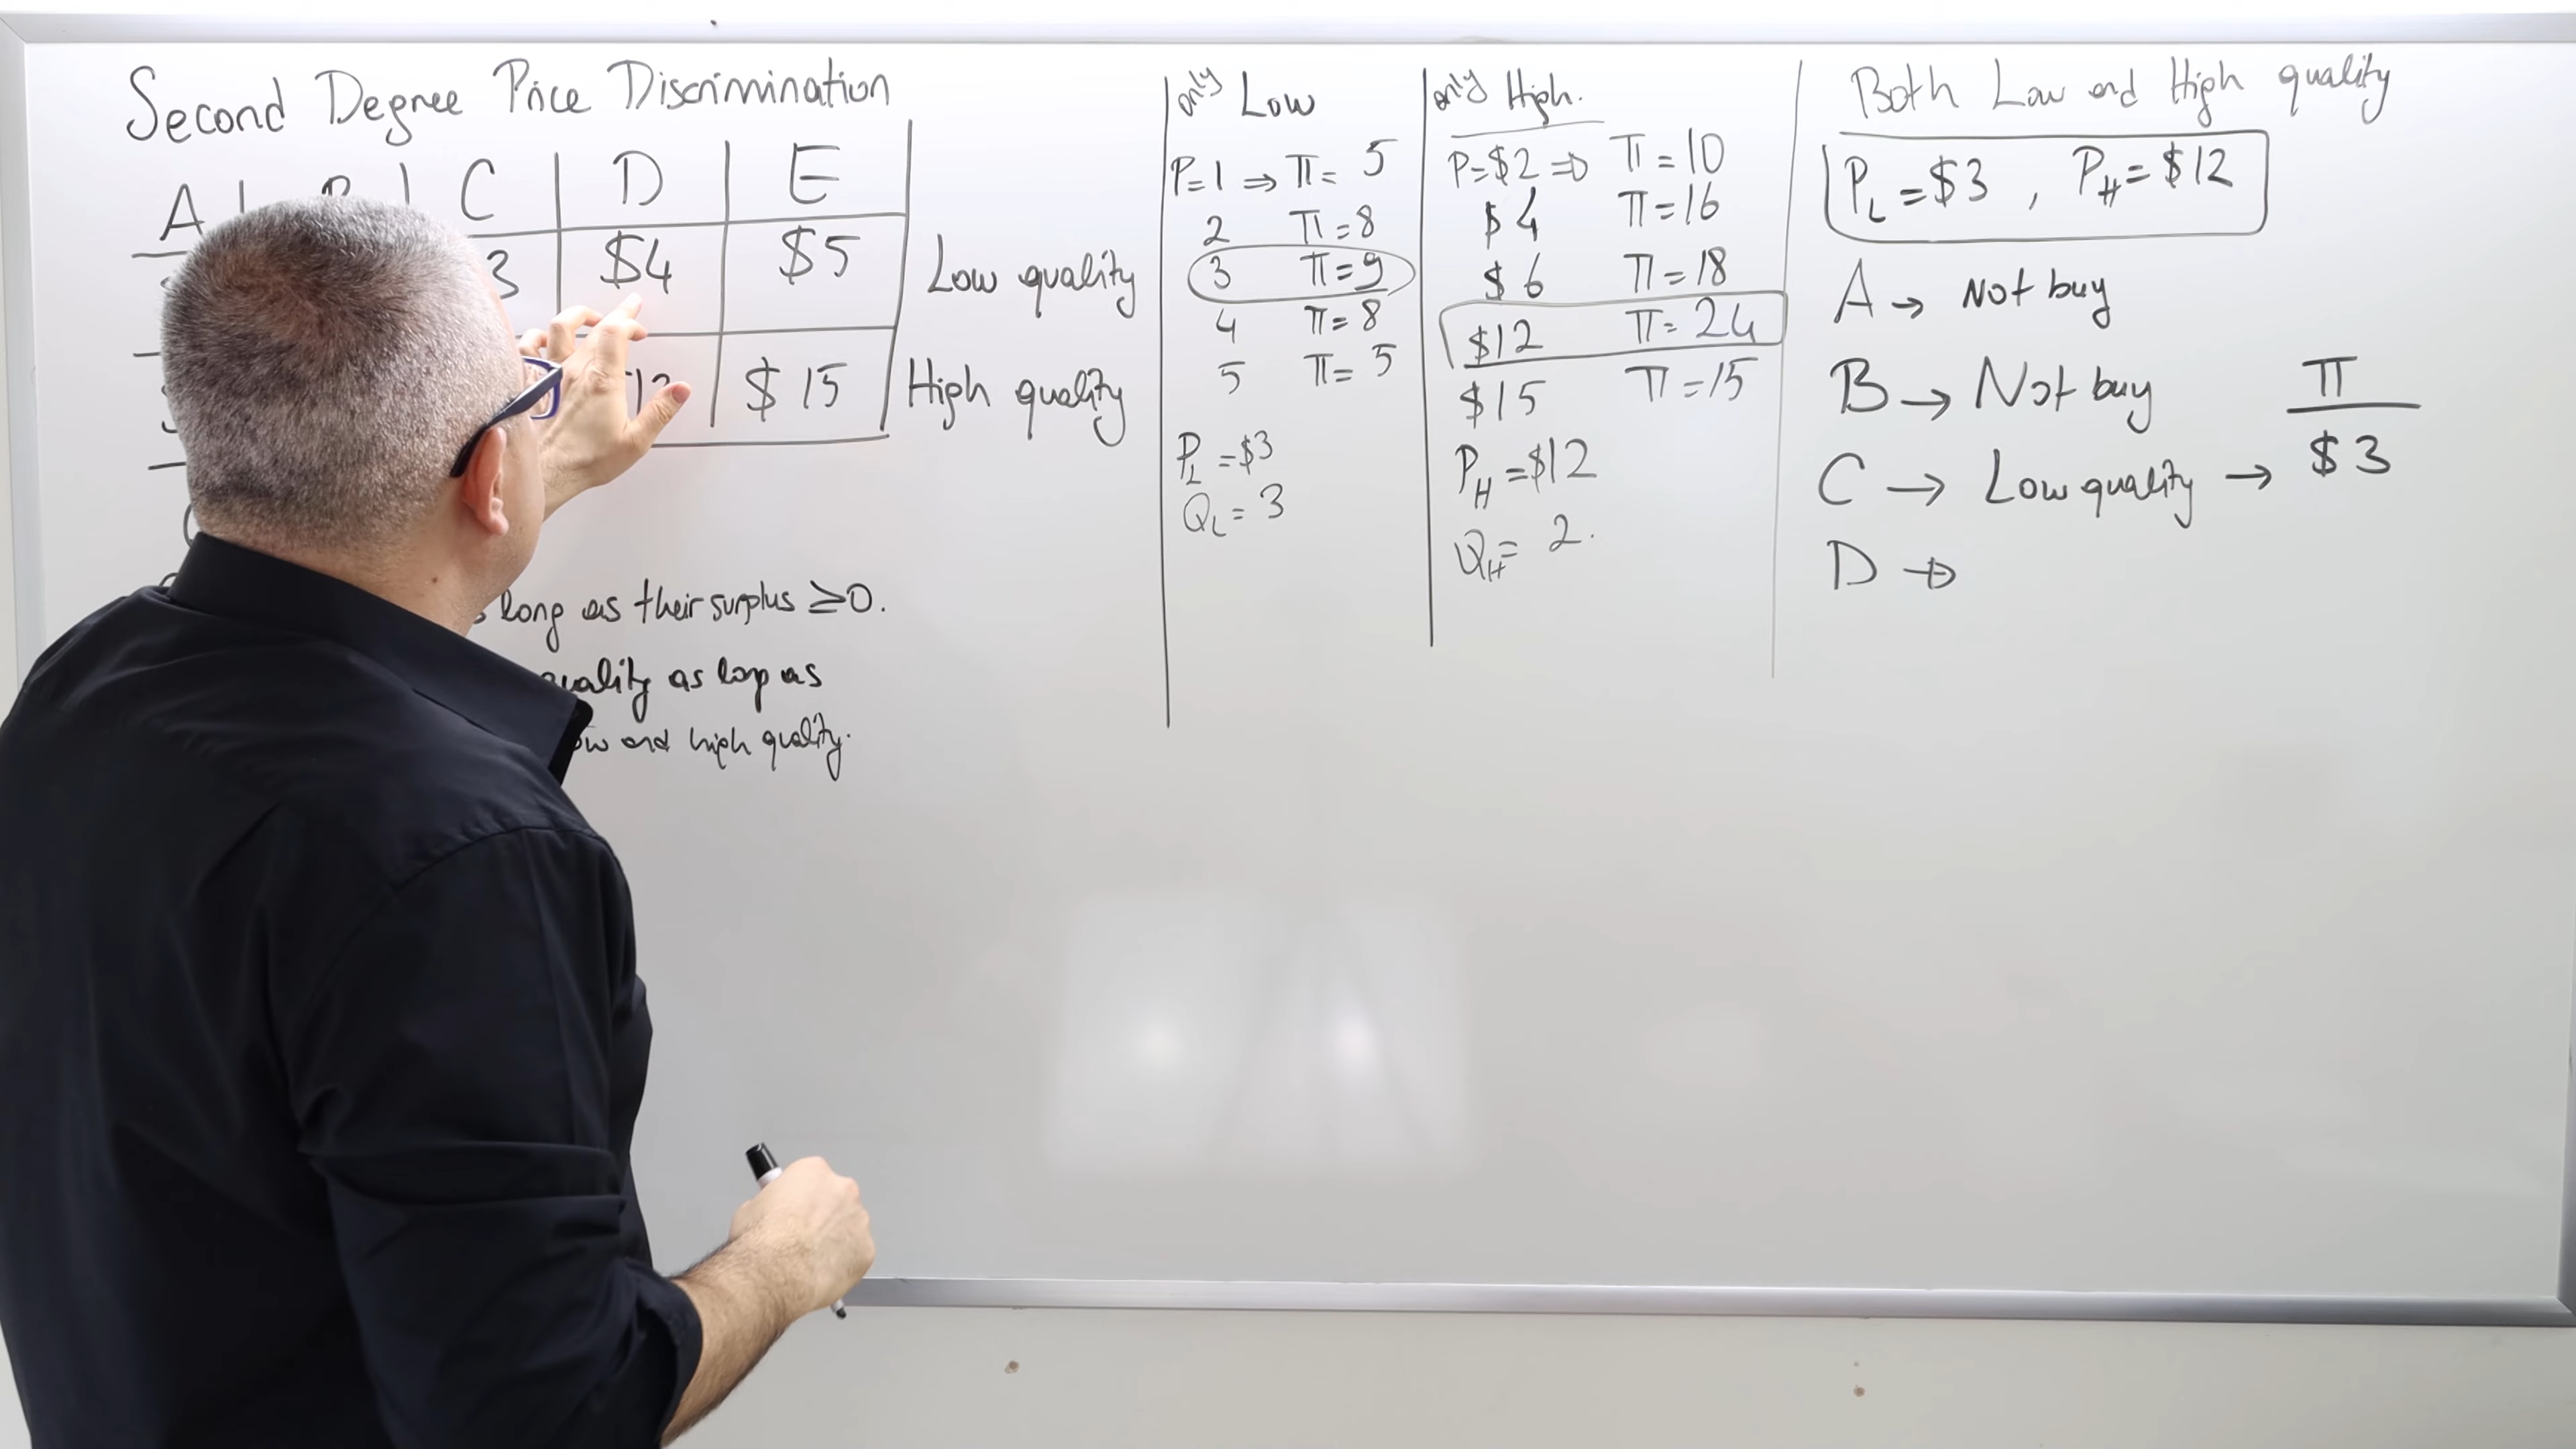 Second Degree Price Discrimination
A C D E
3 $4 $5 Low quality
$15 High quality
long as their surplus ≥0.
quality as long as
and high quality.
only Low
P=1 ⇒ π= 5
2 π=8
3 π=9
4 π=8
5 π= 5
P_L =$3
Q_L = 3
only High.
P=$2 ⇒ π=10
$4 π=16
$6 π=18
$12 π=24
$15 π=15
P_H =$12
Q_H = 2.
Both Low and High quality
P_L =$3 , P_H=$12
A → Not buy
B → Not buy
π
C → Low quality → $3
D →